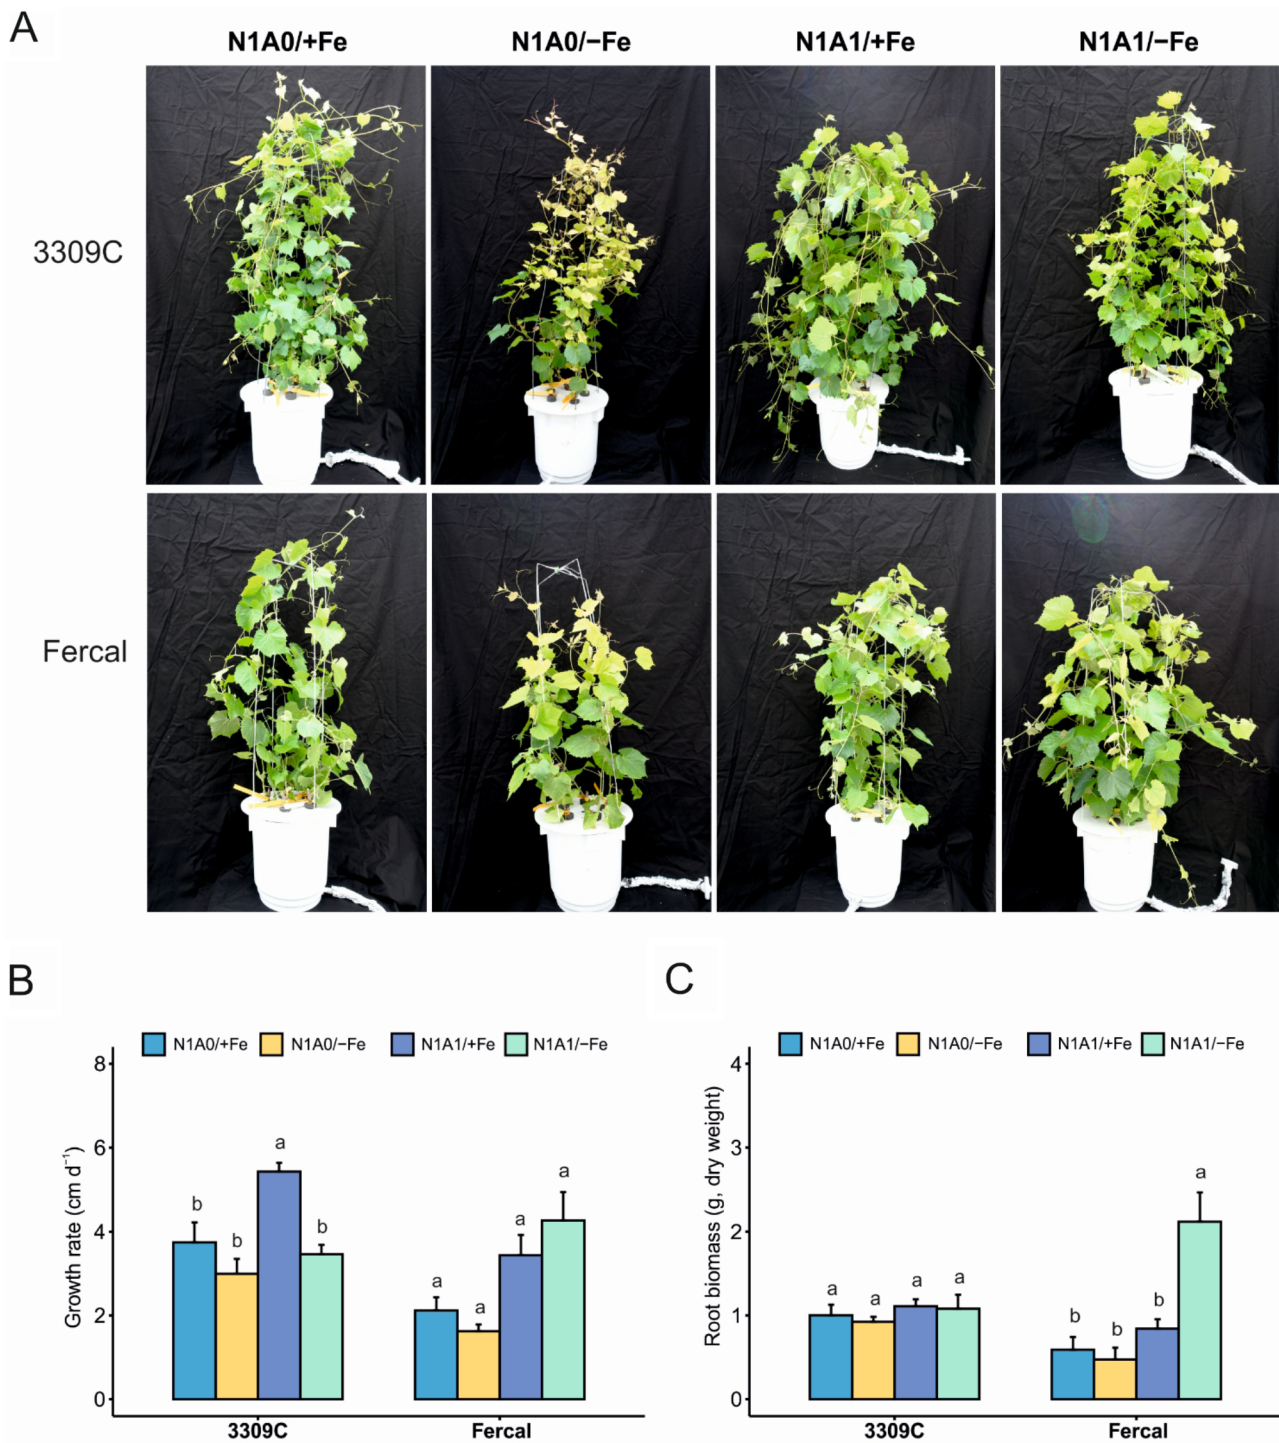 A
N1A0/+Fe N1A0/−Fe N1A1/+Fe N1A1/−Fe
3309C
Fercal
B
N1A0/+Fe N1A0/−Fe N1A1/+Fe N1A1/−Fe
Growth rate (cm d⁻¹)
8
6
4
2
0
b
b
a
b
a
a
a
a
3309C Fercal
C
N1A0/+Fe N1A0/−Fe N1A1/+Fe N1A1/−Fe
Root biomass (g, dry weight)
4
3
2
1
0
a
a
a
a
b
b
b
a
3309C Fercal